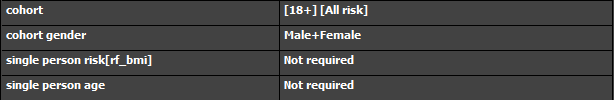 cohort [18+] [All risk]
cohort gender Male+Female
single person risk[rf_bmi] Not required
single person age Not required